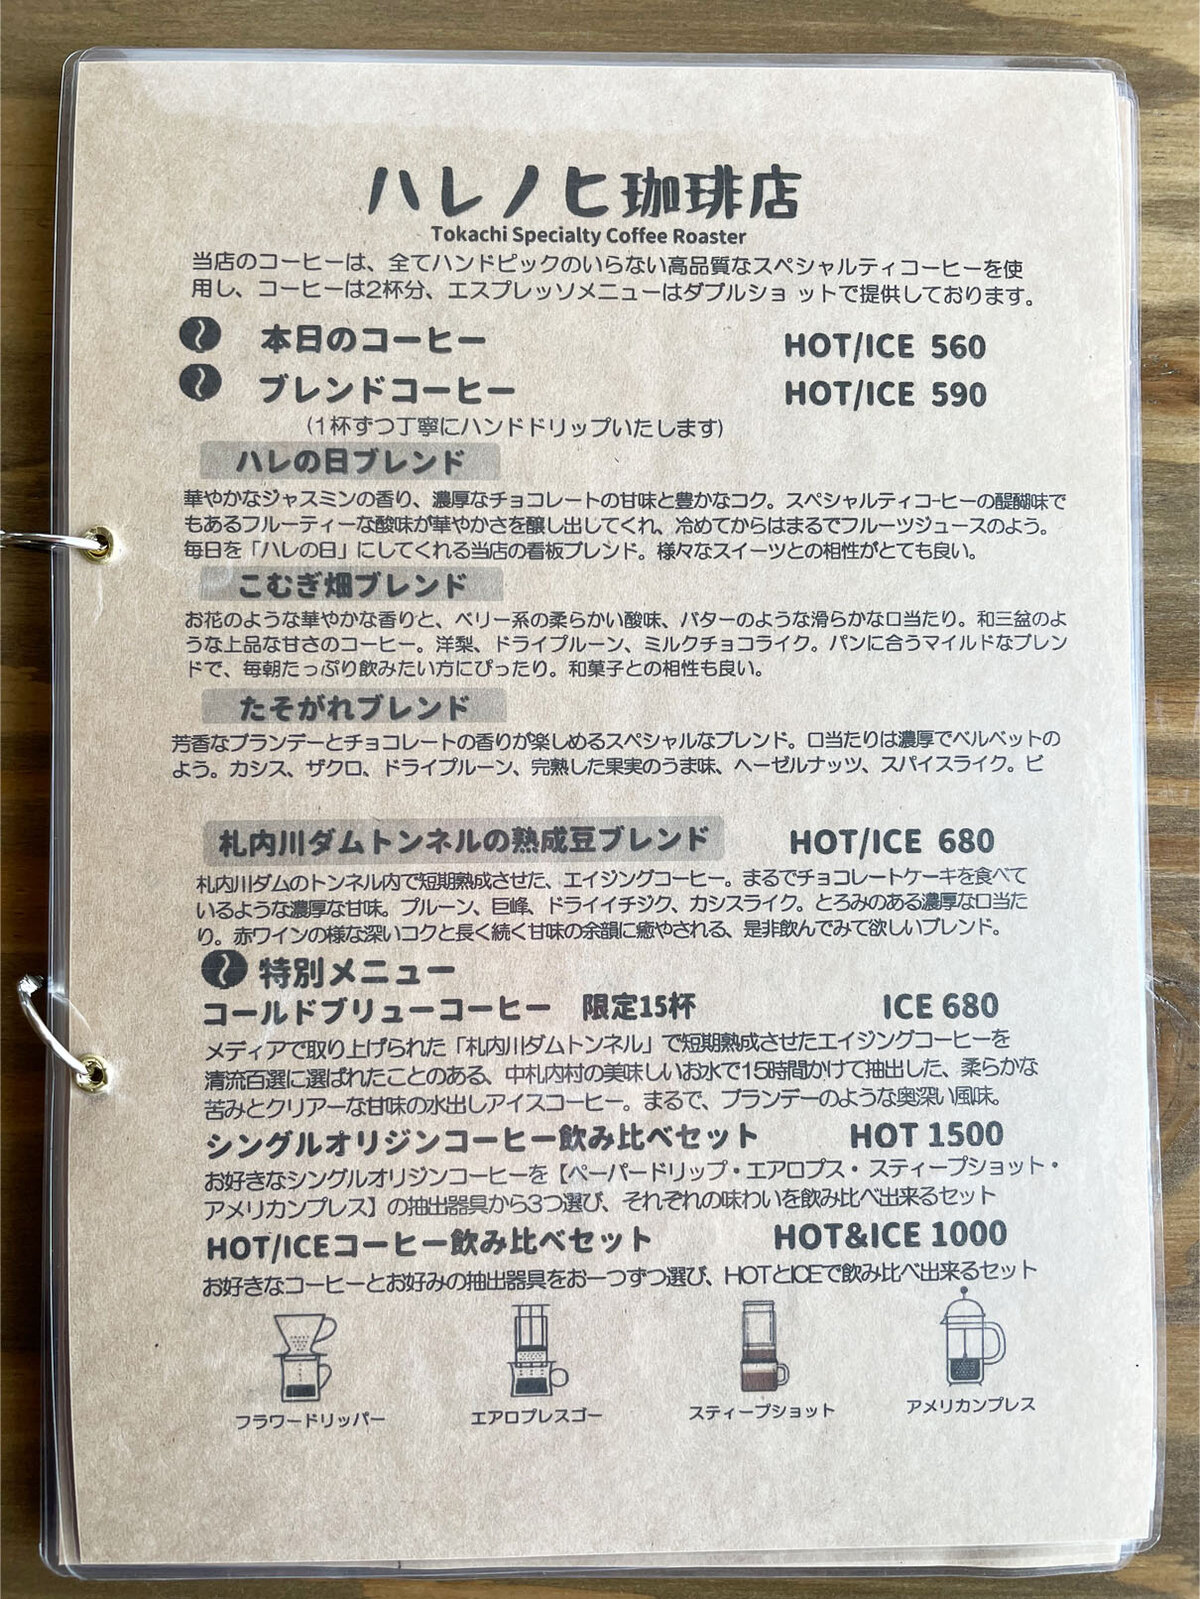 ハレノヒ珈琲店
Tokachi Specialty Coffee Roaster
当店のコーヒーは、全てハンドピックのいらない高品質なスペシャルティコーヒーを使
用し、コーヒーは2杯分、エスプレッソメニューはダブルショットで提供しております。
本日のコーヒー HOT/ICE 560
ブレンドコーヒー HOT/ICE 590
(1杯ずつ丁寧にハンドドリップいたします)
ハレの日ブレンド
華やかなジャスミンの香り、濃厚なチョコレートの甘味と豊かなコク。スペシャルティコーヒーの醍醐味で
もあるフルーティーな酸味が華やかさを醸し出してくれ、冷めてからはまるでフルーツジュースのよう。
毎日を「ハレの日」にしてくれる当店の看板ブレンド。様々なスイーツとの相性がとても良い。
こむぎ畑ブレンド
お花のような華やかな香りと、ベリー系の柔らかい酸味、バターのような滑らかな口当たり。和三盆のよ
うな上品な甘さのコーヒー。洋梨、ドライプルーン、ミルクチョコライク。パンに合うマイルドなブレン
ドで、毎朝たっぷり飲みたい方にぴったり。和菓子との相性も良い。
たそがれブレンド
芳香なブランデーとチョコレートの香りが楽しめるスペシャルなブレンド。口当たりは濃厚でベルベットの
よう。カシス、ザクロ、ドライプルーン、完熟した果実のうま味、ヘーゼルナッツ、スパイスライク。ビ
札内川ダムトンネルの熟成豆ブレンド HOT/ICE 680
札内川ダムのトンネル内で短期熟成させた、エイジングコーヒー。まるでチョコレートケーキを食べて
いるような濃厚な甘味。プルーン、巨峰、ドライイチジク、カシスライク。とろみのある濃厚な口当た
り。赤ワインの様な深いコクと長く続く甘味の余韻に癒やされる、是非飲んでみて欲しいブレンド。
特別メニュー
コールドブリューコーヒー 限定15杯 ICE 680
メディアで取り上げられた「札内川ダムトンネル」で短期熟成させたエイジングコーヒーを
清流百選に選ばれたことのある、中札内村の美味しいお水で15時間かけて抽出した、柔らかな
苦みとクリアーな甘味の水出しアイスコーヒー。まるで、ブランデーのような奥深い風味。
シングルオリジンコーヒー飲み比べセット HOT 1500
お好きなシングルオリジンコーヒーを【ペーパードリップ・エアロプス・スティープショット・
アメリカンプレス】の抽出器具から3つ選び、それぞれの味わいを飲み比べ出来るセット
HOT/ICEコーヒー飲み比べセット HOT&ICE 1000
お好きなコーヒーとお好みの抽出器具をお一つずつ選び、HOTとICEで飲み比べ出来るセット
フラワードリッパー エアロプレスゴー スティープショット アメリカンプレス